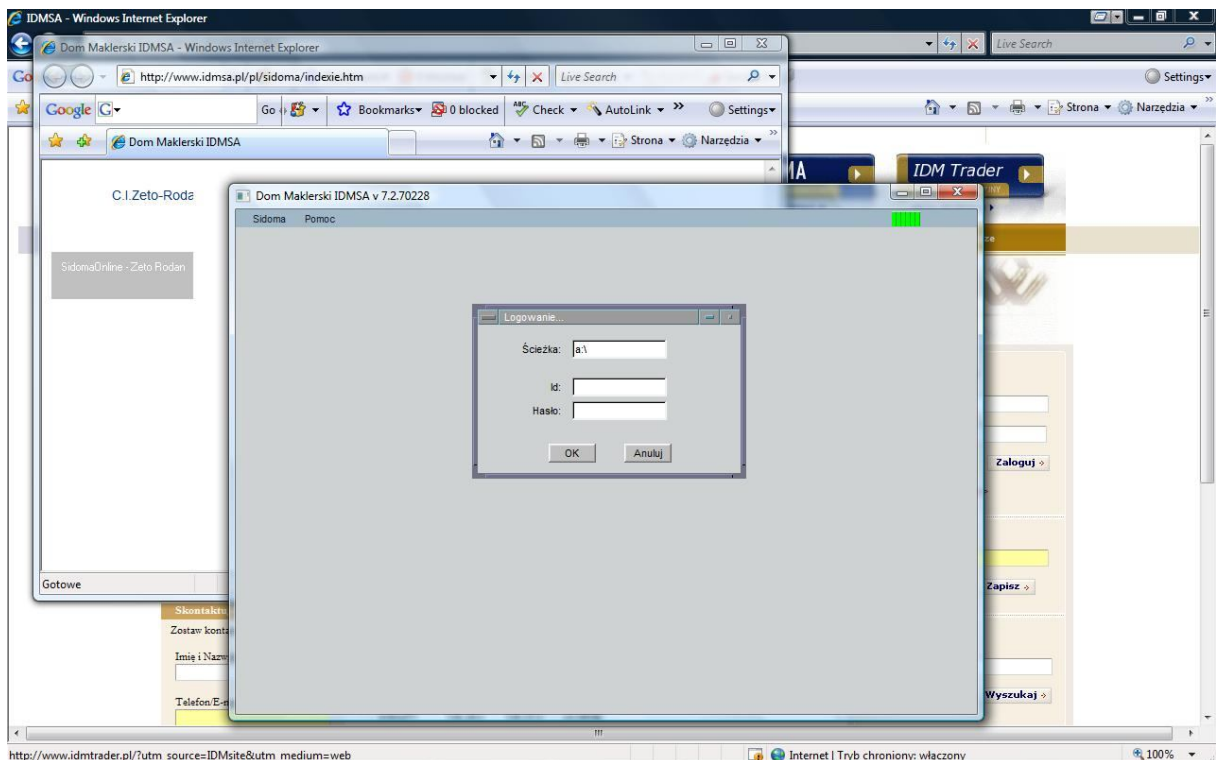 IDMSA - Windows Internet Explorer
Live Search
Go
Settings
Strona
Narzędzia
Dom Maklerski IDMSA - Windows Internet Explorer
http://www.idmsa.pl/pl/sidoma/indexie.htm
Live Search
Google G
Go
Bookmarks
0 blocked
ABC Check
AutoLink
Settings
Dom Maklerski IDMSA
Strona
Narzędzia
C.I.Zeto-Roda
SidomaOnline - Zeto Rodan
Gotowe
IDM Trader
Dom Maklerski IDMSA v 7.2.70228
Sidoma Pomoc
Logowanie...
Ścieżka: a:\
Id:
Hasło:
OK Anuluj
Zaloguj
Zapisz
Skontaktu
Zostaw konta
Imię i Nazw
Telefon/E-
Wyszukaj
http://www.idmtrader.pl/?utm_source=IDMsite&utm_medium=web
Internet | Tryb chroniony: włączony
100%